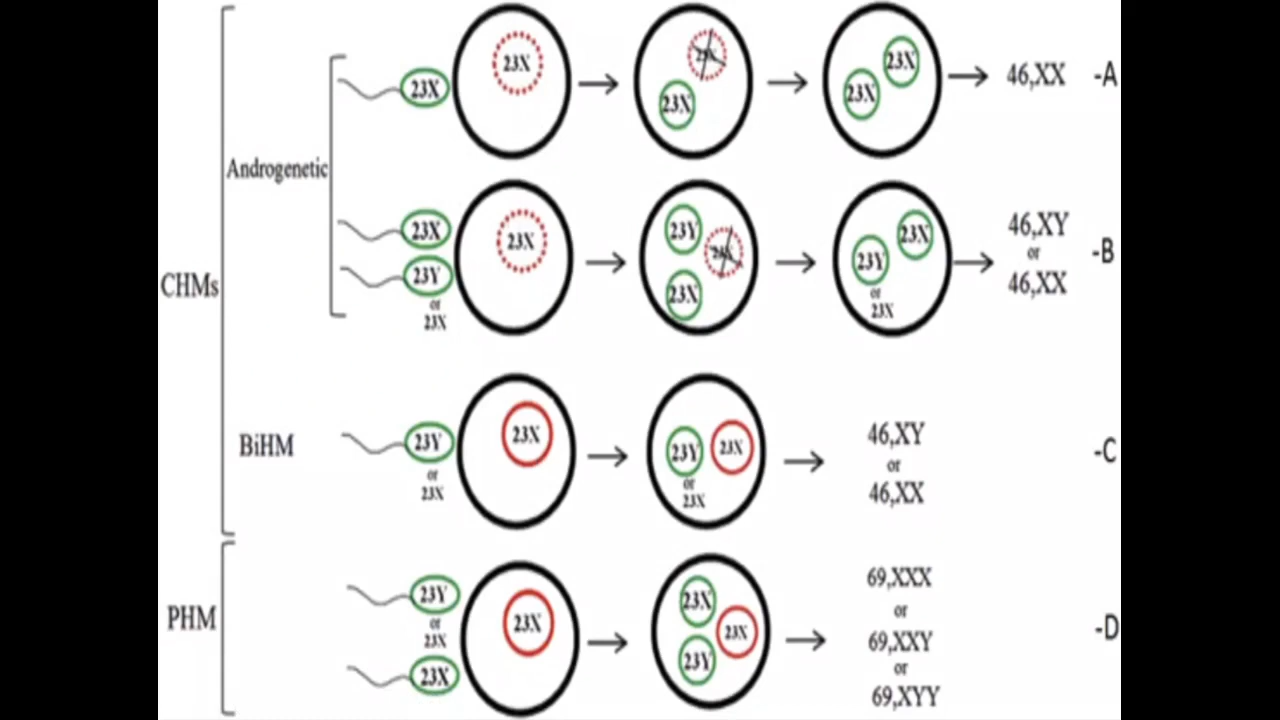 CHMs
Androgenetic
23X 23X 23X 23X 23X 23X 46,XX -A
23X 23X 23Y 23X 23X 23X 46,XY
23Y 23Y or -B
or or 46,XX
23X 23X
BiHM 23Y 23X 23Y 23X 46,XY -C
or or or
23X 23X 46,XX
PHM 23Y 23X 23X 23X 69,XXX -D
or or
23X 23Y 69,XXY
23X or
69,XYY